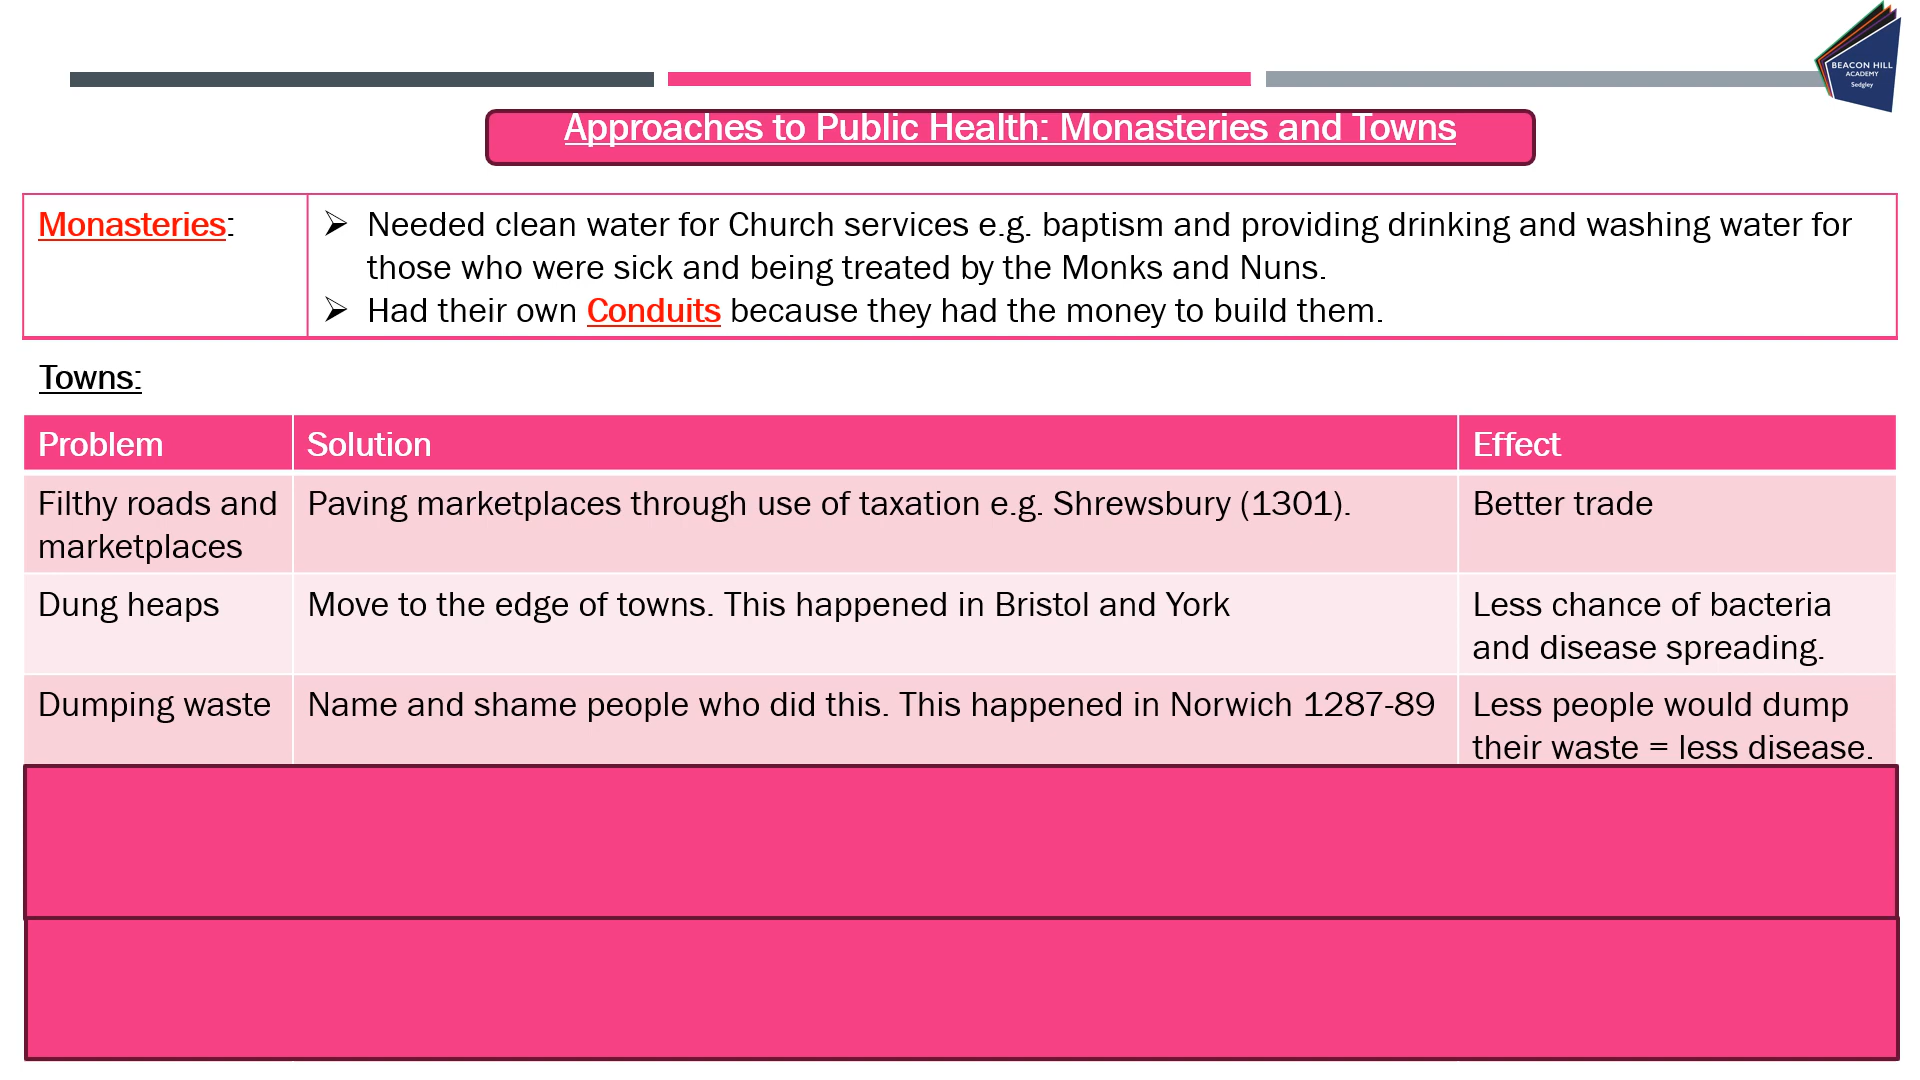 BEACON HILL
ACADEMY
Sedgley
Approaches to Public Health: Monasteries and Towns
Monasteries:
➢ Needed clean water for Church services e.g. baptism and providing drinking and washing water for
those who were sick and being treated by the Monks and Nuns.
➢ Had their own Conduits because they had the money to build them.
Towns:
Problem
Solution
Effect
Filthy roads and
marketplaces
Paving marketplaces through use of taxation e.g. Shrewsbury (1301).
Better trade
Dung heaps
Move to the edge of towns. This happened in Bristol and York
Less chance of bacteria
and disease spreading.
Dumping waste
Name and shame people who did this. This happened in Norwich 1287-89
Less people would dump
their waste = less disease.